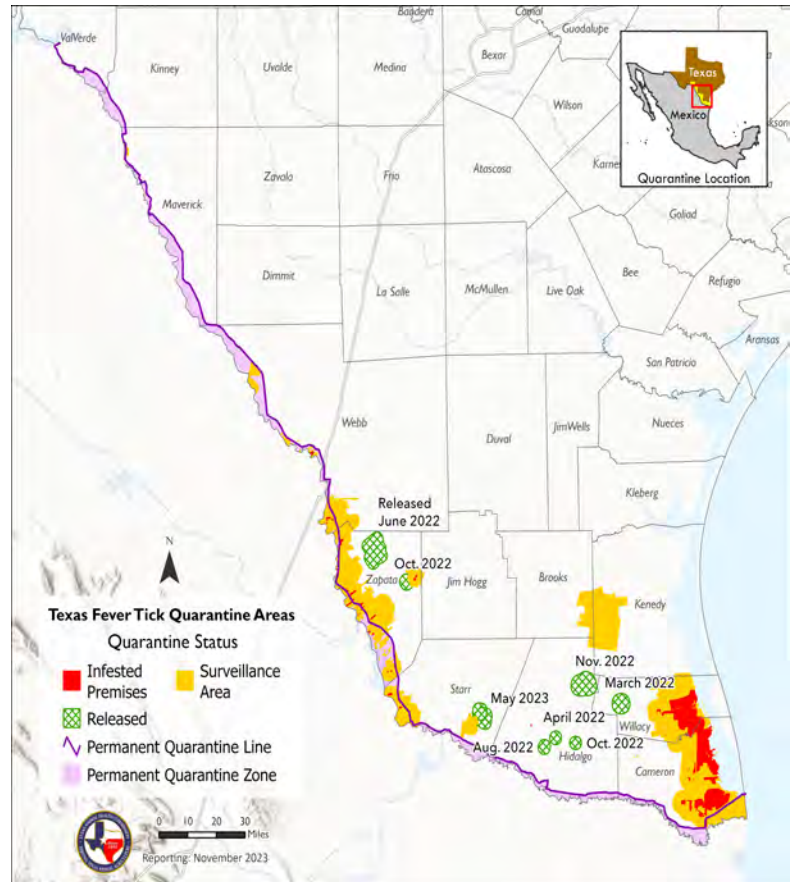 Bandera
Comal
Guadalupe
ValVerde
Kinney
Uvalde
Medina
Bexar
Wilson
Texas
Mexico
Quarantine Location
Karnes
Zavala
Frio
Atascosa
Maverick
Goliad
Bee
Dimmit
La Salle
McMullen
Live Oak
Refugio
Aransas
San Patricio
Webb
Duval
JimWells
Nueces
Kleberg
Released
June 2022
Oct. 2022
Zapata
Jim Hogg
Brooks
Kenedy
N
Texas Fever Tick Quarantine Areas
Quarantine Status
Infested
Premises
Surveillance
Area
Released
Permanent Quarantine Line
Permanent Quarantine Zone
Nov. 2022
March 2022
Starr
May 2023
April 2022
Willacy
Aug. 2022
Oct. 2022
Hidalgo
Cameron
0 10 20 30
Miles
Reporting: November 2023